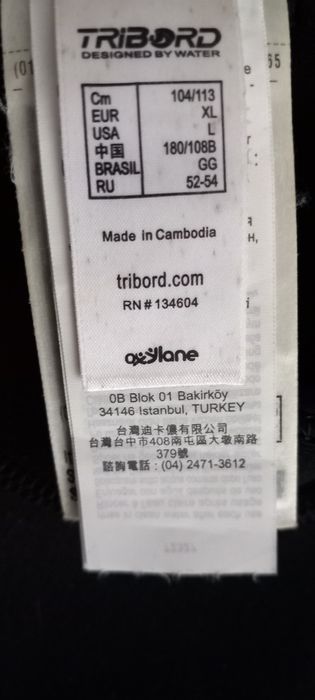 TRIBORD
DESIGNED BY WATER
Cm 104/113
EUR XL
USA L
中国 180/108B
BRASIL GG
RU 52-54
Made in Cambodia
tribord.com
RN # 134604
oxylane
0B Blok 01 Bakirköy
34146 Istanbul, TURKEY
台灣迪卡儂有限公司
台灣台中市408南屯區大墩南路
379號
諮詢電話：(04) 2471-3612
(01
65